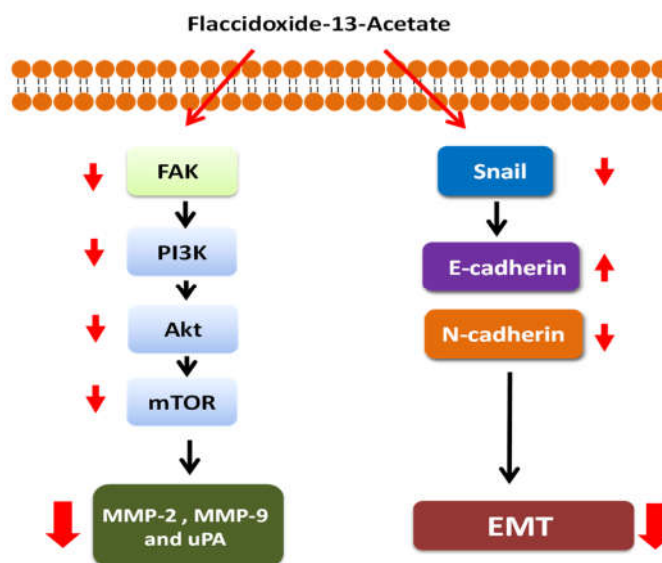 Flaccidoxide-13-Acetate
FAK
PI3K
Akt
mTOR
MMP-2 , MMP-9
and uPA
Snail
E-cadherin
N-cadherin
EMT